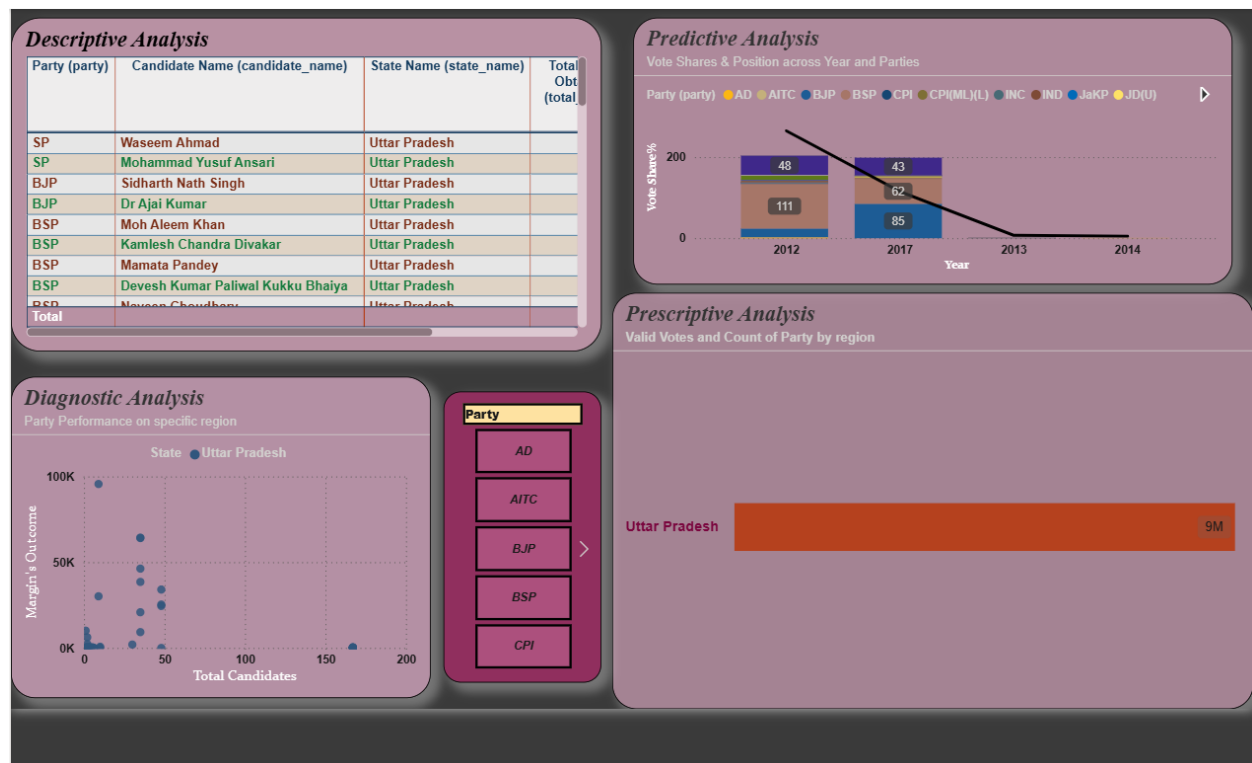 Descriptive Analysis
Party (party) Candidate Name (candidate_name) State Name (state_name) Total
Obt
(total
SP Waseem Ahmad Uttar Pradesh
SP Mohammad Yusuf Ansari Uttar Pradesh
BJP Sidharth Nath Singh Uttar Pradesh
BJP Dr Ajai Kumar Uttar Pradesh
BSP Moh Aleem Khan Uttar Pradesh
BSP Kamlesh Chandra Divakar Uttar Pradesh
BSP Mamata Pandey Uttar Pradesh
BSP Devesh Kumar Paliwal Kukku Bhaiya Uttar Pradesh
BSP Naveen Choudhary Uttar Pradesh
Total
Predictive Analysis
Vote Shares & Position across Year and Parties
Party (party) AD AITC BJP BSP CPI CPI(ML)(L) INC IND JaKP JD(U)
Vote Share%
200
0
48
111
43
62
85
2012 2017 2013 2014
Year
Diagnostic Analysis
Party Performance on specific region
State Uttar Pradesh
Margin's Outcome
100K
50K
0K
0 50 100 150 200
Total Candidates
Party
AD
AITC
BJP
BSP
CPI
Prescriptive Analysis
Valid Votes and Count of Party by region
Uttar Pradesh 9M